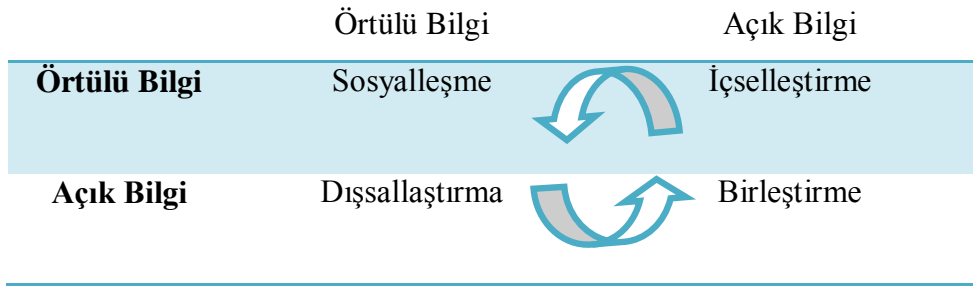 Örtülü Bilgi Açık Bilgi
Örtülü Bilgi Sosyalleşme İçselleştirme
Açık Bilgi Dışsallaştırma Birleştirme